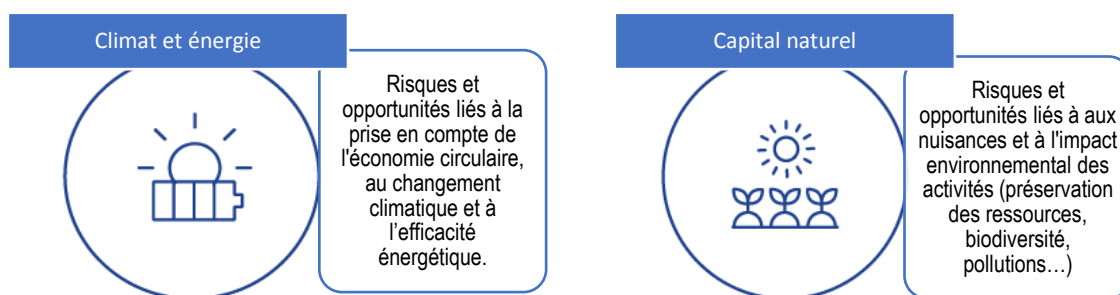 Climat et énergie
Risques et
opportunités liés à la
prise en compte de
l'économie circulaire,
au changement
climatique et à
l’efficacité
énergétique.
Capital naturel
Risques et
opportunités liés à aux
nuisances et à l'impact
environnemental des
activités (préservation
des ressources,
biodiversité,
pollutions…)